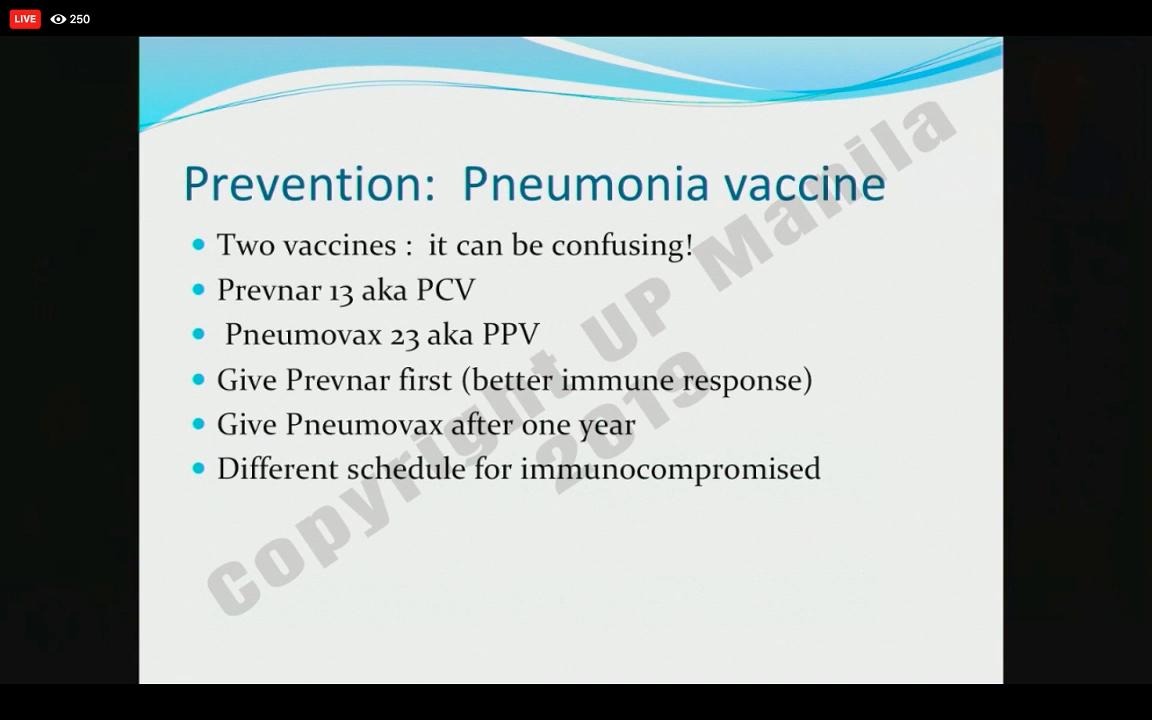 LIVE 250
Prevention: Pneumonia vaccine
Two vaccines : it can be confusing!
Prevnar 13 aka PCV
Pneumovax 23 aka PPV
Give Prevnar first (better immune response)
Give Pneumovax after one year
Different schedule for immunocompromised
Copyright UP Manila
2019